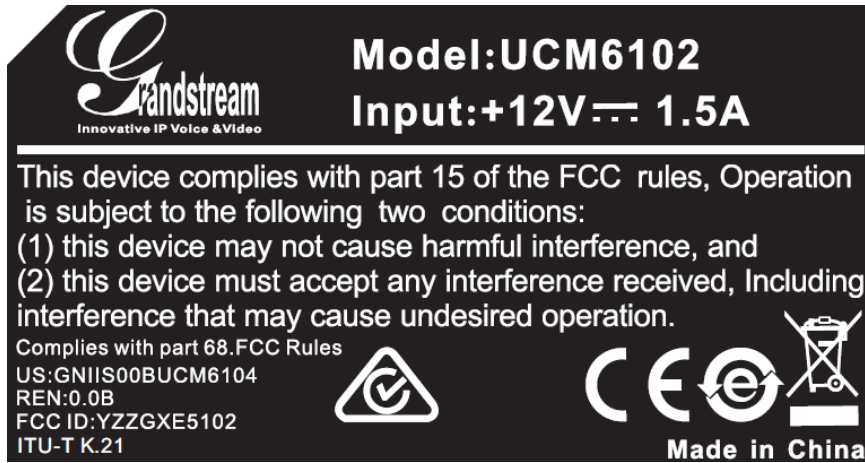 Grandstream
Innovative IP Voice &Video
Model:UCM6102
Input:+12V⎓ 1.5A
This device complies with part 15 of the FCC rules, Operation
is subject to the following two conditions:
(1) this device may not cause harmful interference, and
(2) this device must accept any interference received, Including
interference that may cause undesired operation.
Complies with part 68.FCC Rules
US:GNIIS00BUCM6104
REN:0.0B
FCC ID:YZZGXE5102
ITU-T K.21
CE
e
Made in China